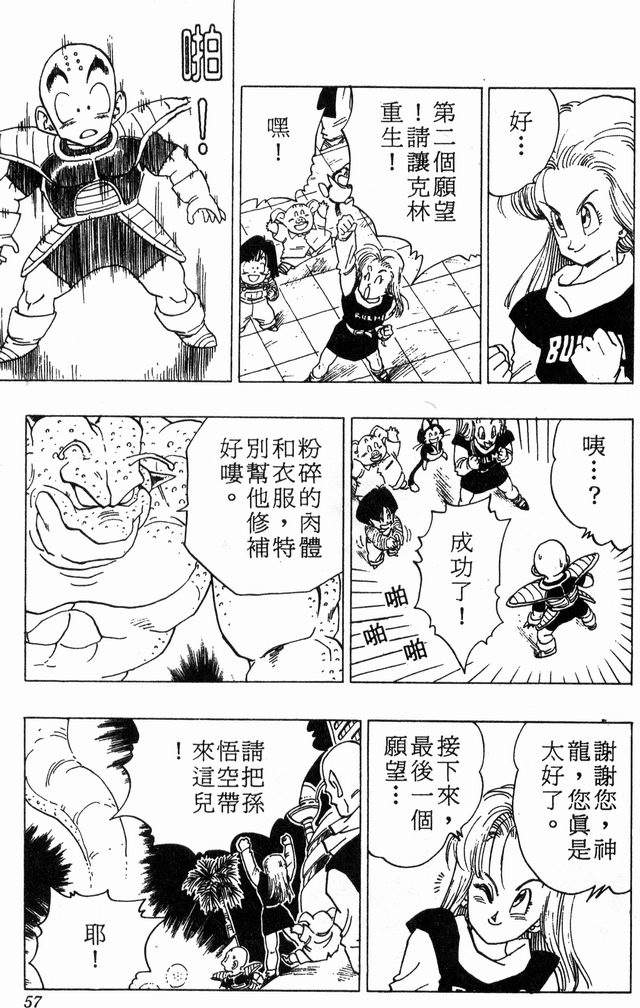 好…
第二個願望
！請讓克林
重生！
嘿！
BULMA
BU
啪！
咦…？
成功了！
啪
啪
啪
啪
粉碎的肉體
和衣服，特
別幫他修補
好嘍。
謝謝您，神
龍，您真是
太好了。
接下來，
最後一個
願望…
請把孫
悟空帶
來這兒
！
耶！
57